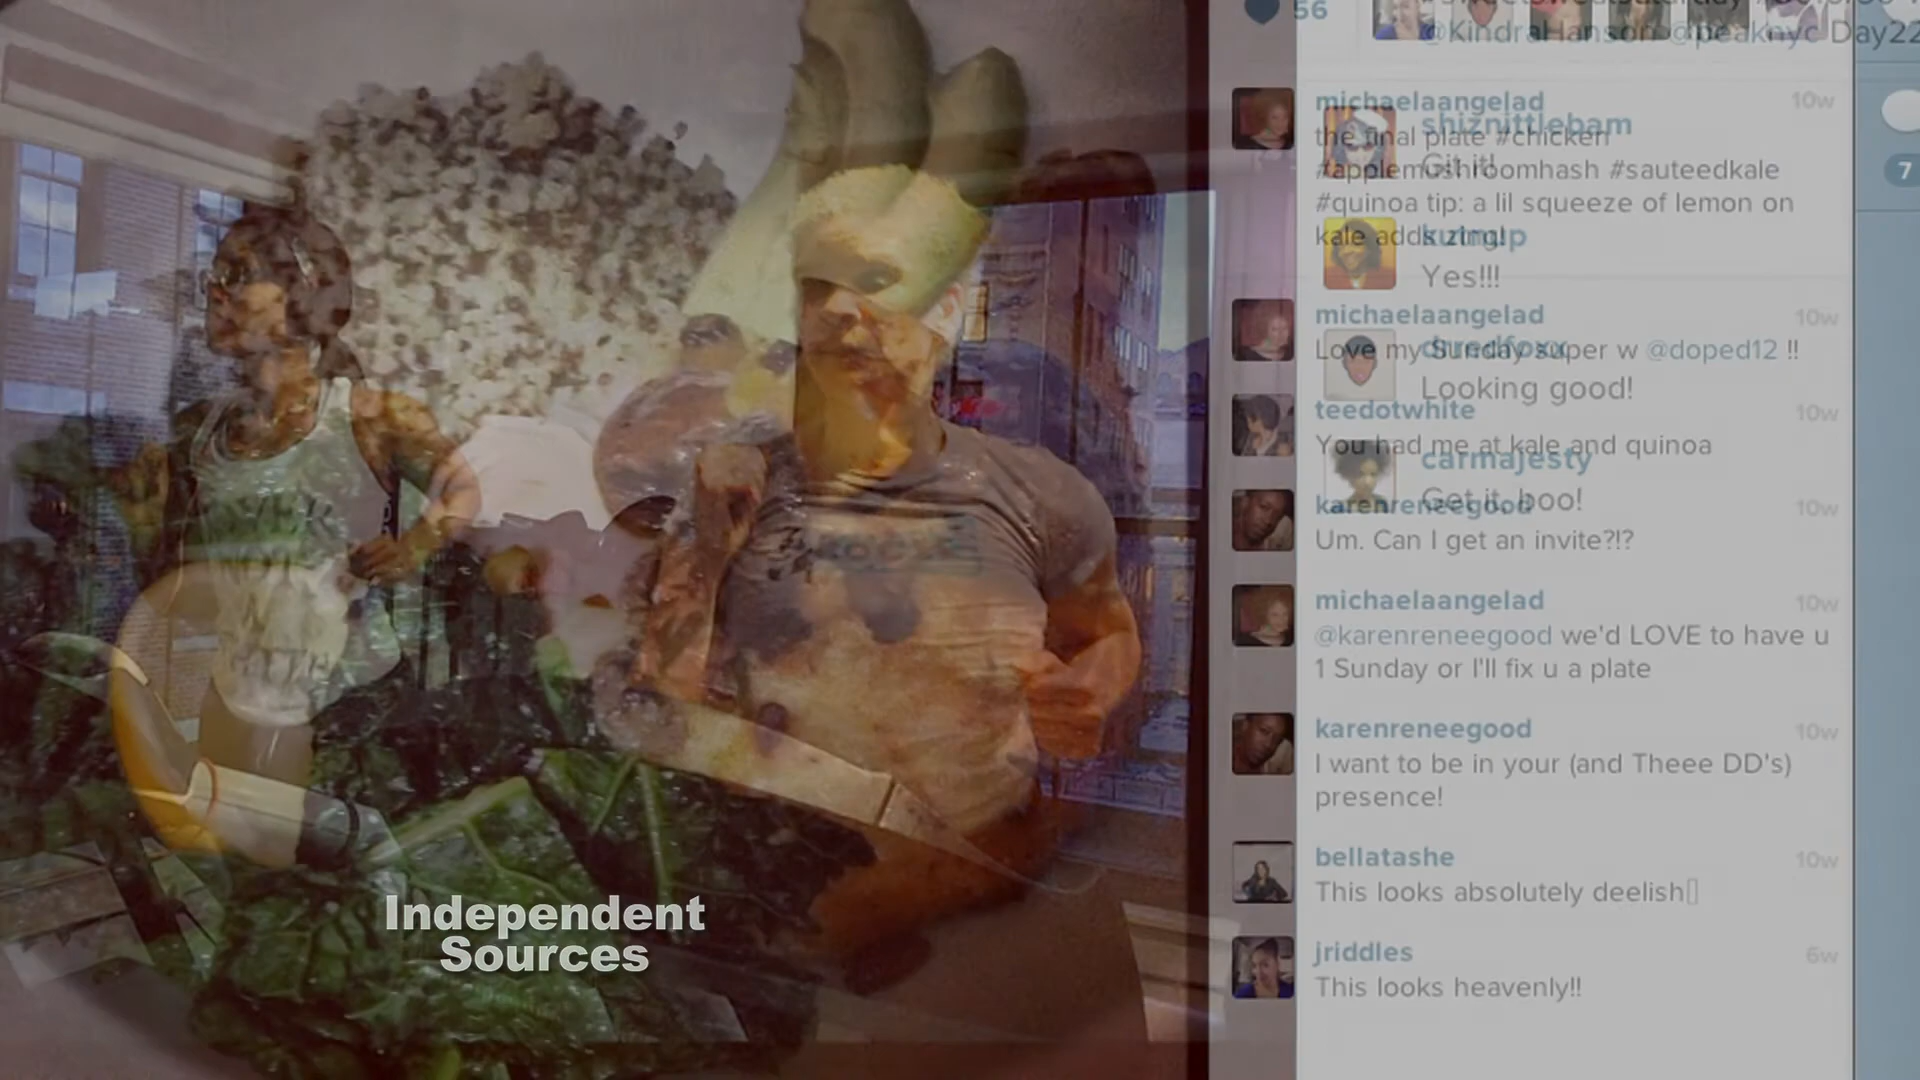 56
@KindraHanson @peaknyc Day22
michaelaangelad 10w
shiznittlebam
the final plate #chicken
Git it!
#applemushroomhash #sauteedkale
#quinoa tip: a lil squeeze of lemon on
kale adds zing!
Yes!!!
michaelaangelad 10w
Love my Sunday super w @doped12 !!
Looking good!
teedotwhite 10w
You had me at kale and quinoa
carmajesty
Get it, boo!
karenreneegood 10w
Um. Can I get an invite?!?
michaelaangelad 10w
@karenreneegood we'd LOVE to have u
1 Sunday or I'll fix u a plate
karenreneegood 10w
I want to be in your (and Theee DD's)
presence!
bellatashe 10w
This looks absolutely deelish
jriddles 6w
This looks heavenly!!
7
Independent
Sources